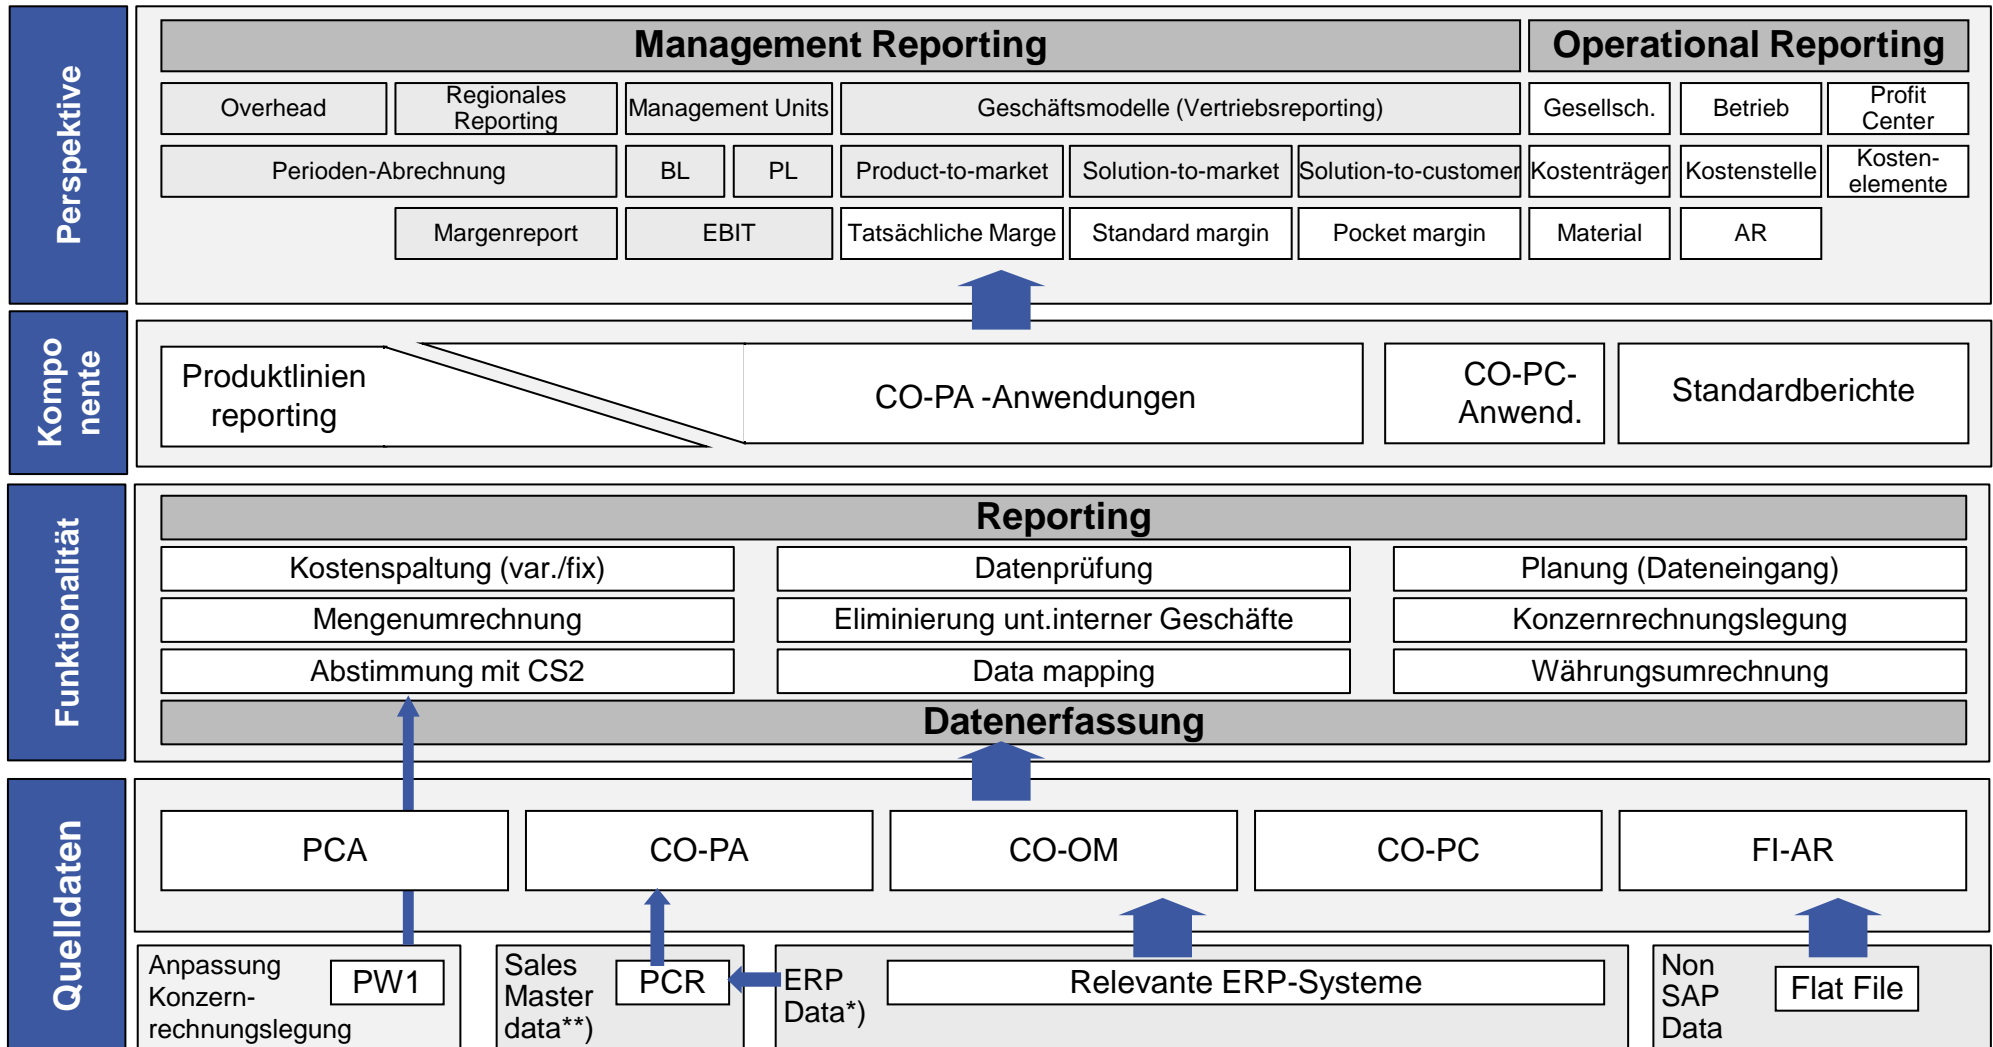 Perspektive
Management Reporting
Operational Reporting
Overhead
Regionales
Reporting
Management Units
Geschäftsmodelle (Vertriebsreporting)
Gesellsch.
Betrieb
Profit
Center
Perioden-Abrechnung
BL
PL
Product-to-market
Solution-to-market
Solution-to-customer
Kostenträger
Kostenstelle
Kosten-
elemente
Margenreport
EBIT
Tatsächliche Marge
Standard margin
Pocket margin
Material
AR
Kompo
nente
Produktlinien
reporting
CO-PA -Anwendungen
CO-PC-
Anwend.
Standardberichte
Funktionalität
Reporting
Kostenspaltung (var./fix)
Datenprüfung
Planung (Dateneingang)
Mengenumrechnung
Eliminierung unt.interner Geschäfte
Konzernrechnungslegung
Abstimmung mit CS2
Data mapping
Währungsumrechnung
Datenerfassung
Quelldaten
PCA
CO-PA
CO-OM
CO-PC
FI-AR
Anpassung
Konzern-
rechnungslegung
PW1
Sales
Master
data**)
PCR
ERP
Data*)
Relevante ERP-Systeme
Non
SAP
Data
Flat File